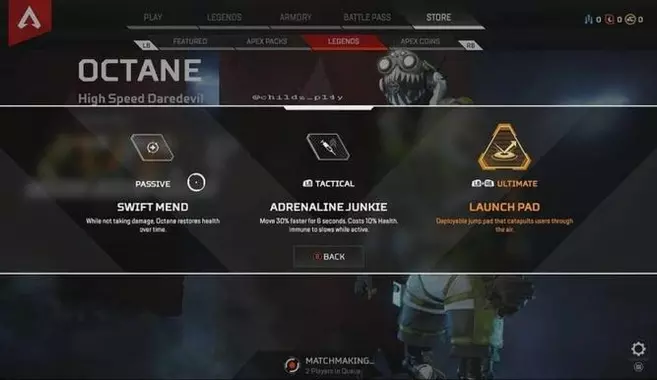 PLAY LEGENDS ARMORY BATTLE PASS STORE
0 0 0
LB FEATURED APEX PACKS LEGENDS APEX COINS RB
OCTANE
High Speed Daredevil
@childs_pl4y
PASSIVE
LB TACTICAL
LB+RB ULTIMATE
SWIFT MEND
ADRENALINE JUNKIE
LAUNCH PAD
While not taking damage, Octane restores health
over time.
Move 30% faster for 6 seconds. Costs 10% Health.
Immune to slows while active.
Deployable jump pad that catapults users through
the air.
BACK
MATCHMAKING...
2 Players in Queue